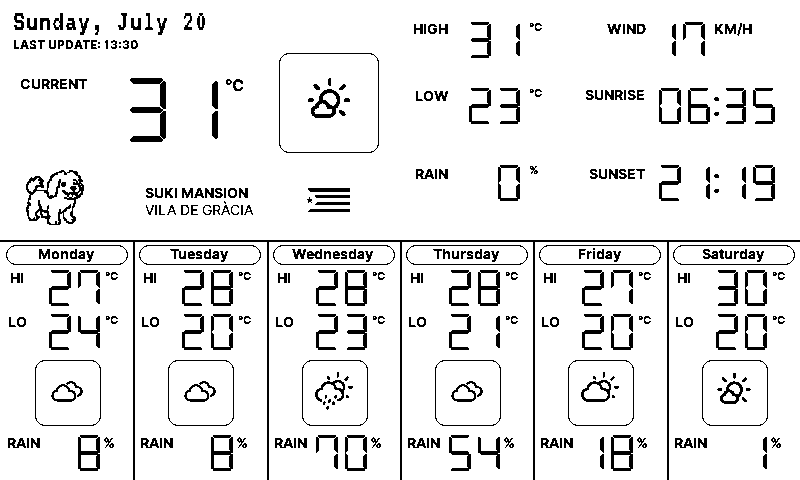 Sunday, July 20
LAST UPDATE: 13:30
CURRENT 31 °C
SUKI MANSION
VILA DE GRÀCIA
HIGH 31 °C
LOW 23 °C
RAIN 0 %
WIND 17 KM/H
SUNRISE 06:35
SUNSET 21:19
Monday
HI 27 °C
LO 24 °C
RAIN 8 %
Tuesday
HI 28 °C
LO 20 °C
RAIN 8 %
Wednesday
HI 28 °C
LO 23 °C
RAIN 70 %
Thursday
HI 28 °C
LO 21 °C
RAIN 54 %
Friday
HI 27 °C
LO 20 °C
RAIN 18 %
Saturday
HI 30 °C
LO 20 °C
RAIN 1 %